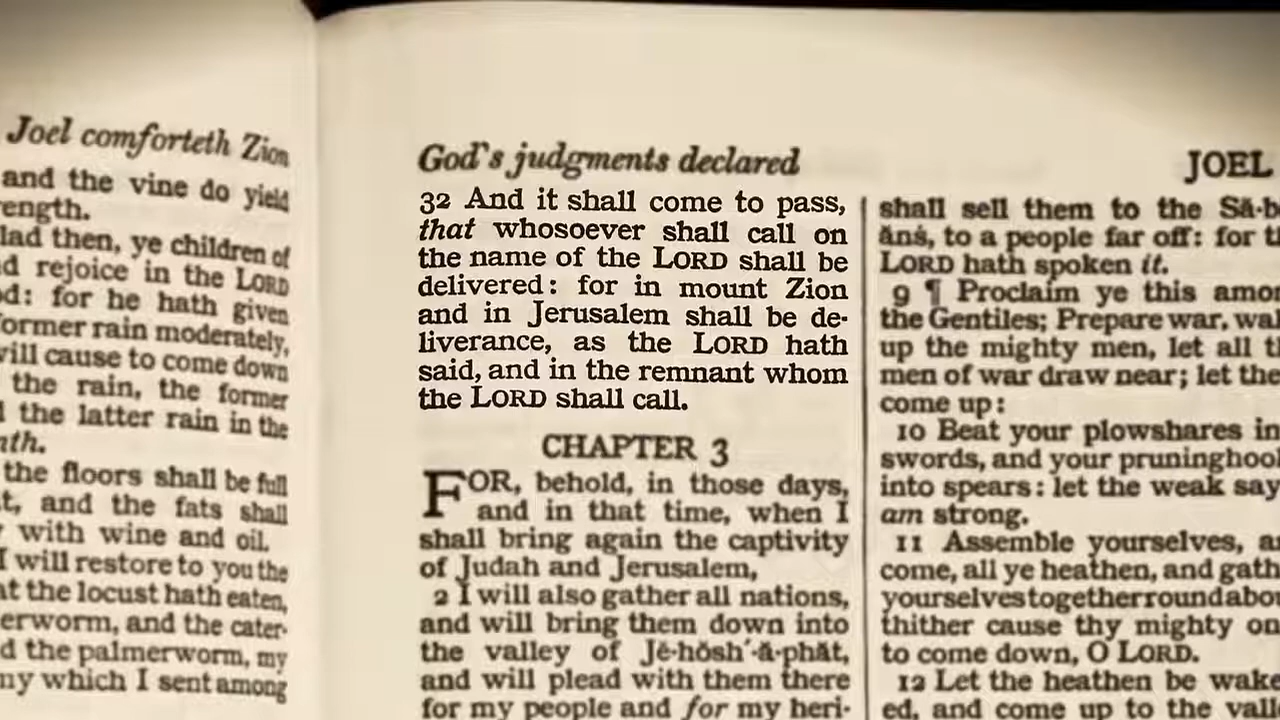 Joel comforteth Zion
and the vine do yield
ength.
lad then, ye children of
d rejoice in the LORD
d: for he hath given
ormer rain moderately,
will cause to come down
the rain, the former
the latter rain in the
th.
the floors shall be full
t, and the fats shall
with wine and oil.
I will restore to you the
at the locust hath eaten,
erworm, and the cater-
d the palmerworm, my
my which I sent among
God's judgments declared
32 And it shall come to pass,
that whosoever shall call on
the name of the LORD shall be
delivered: for in mount Zion
and in Jerusalem shall be de-
liverance, as the LORD hath
said, and in the remnant whom
the LORD shall call.
CHAPTER 3
FOR, behold, in those days,
and in that time, when I
shall bring again the captivity
of Judah and Jerusalem,
2 I will also gather all nations,
and will bring them down into
the valley of Jē-hŏsh´-ă-phăt,
and will plead with them there
for my people and for my heri-
JOEL
shall sell them to the Să-b
ănṡ, to a people far off: for th
LORD hath spoken it.
9 ¶ Proclaim ye this amon
the Gentiles; Prepare war, wak
up the mighty men, let all th
men of war draw near; let the
come up:
10 Beat your plowshares in
swords, and your pruninghook
into spears: let the weak say
am strong.
11 Assemble yourselves, an
come, all ye heathen, and gath
yourselves together round abou
thither cause thy mighty on
to come down, O LORD.
12 Let the heathen be wake
ed, and come up to the vall